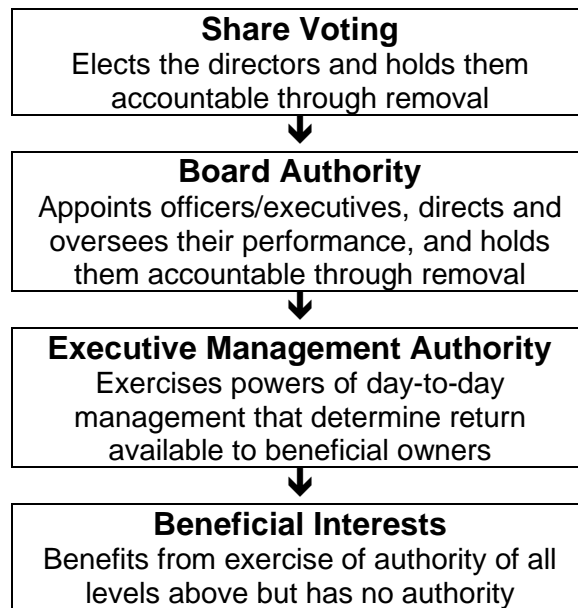 Share Voting
Elects the directors and holds them
accountable through removal
Board Authority
Appoints officers/executives, directs and
oversees their performance, and holds
them accountable through removal
Executive Management Authority
Exercises powers of day-to-day
management that determine return
available to beneficial owners
Beneficial Interests
Benefits from exercise of authority of all
levels above but has no authority